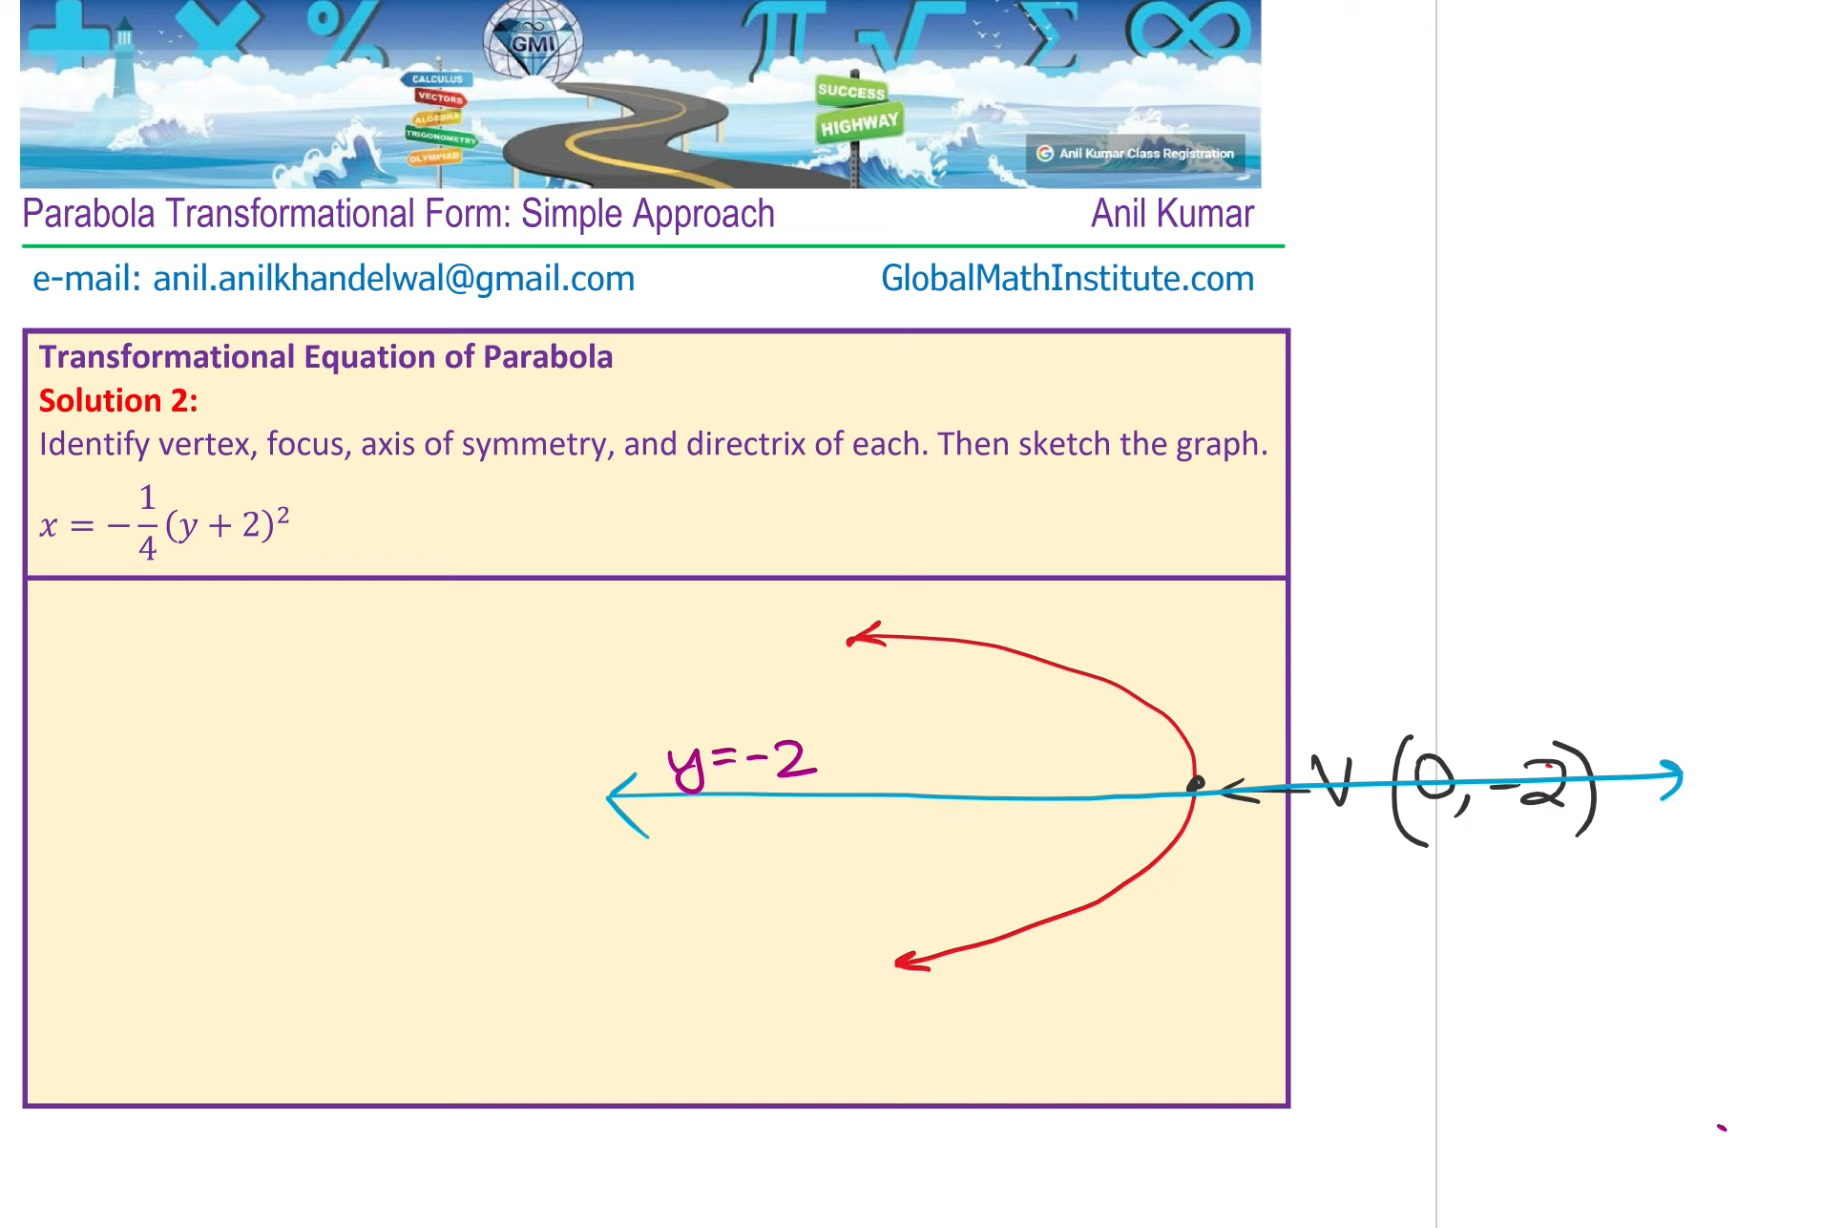 + × % GMI π √ Σ ∞
CALCULUS
VECTORS
ALGEBRA
TRIGONOMETRY
OLYMPIAD
SUCCESS
HIGHWAY
Anil Kumar Class Registration
Parabola Transformational Form: Simple Approach Anil Kumar
e-mail: anil.anilkhandelwal@gmail.com GlobalMathInstitute.com
Transformational Equation of Parabola
Solution 2:
Identify vertex, focus, axis of symmetry, and directrix of each. Then sketch the graph.
x = −1/4(y + 2)²
y=-2
V (0, -2)